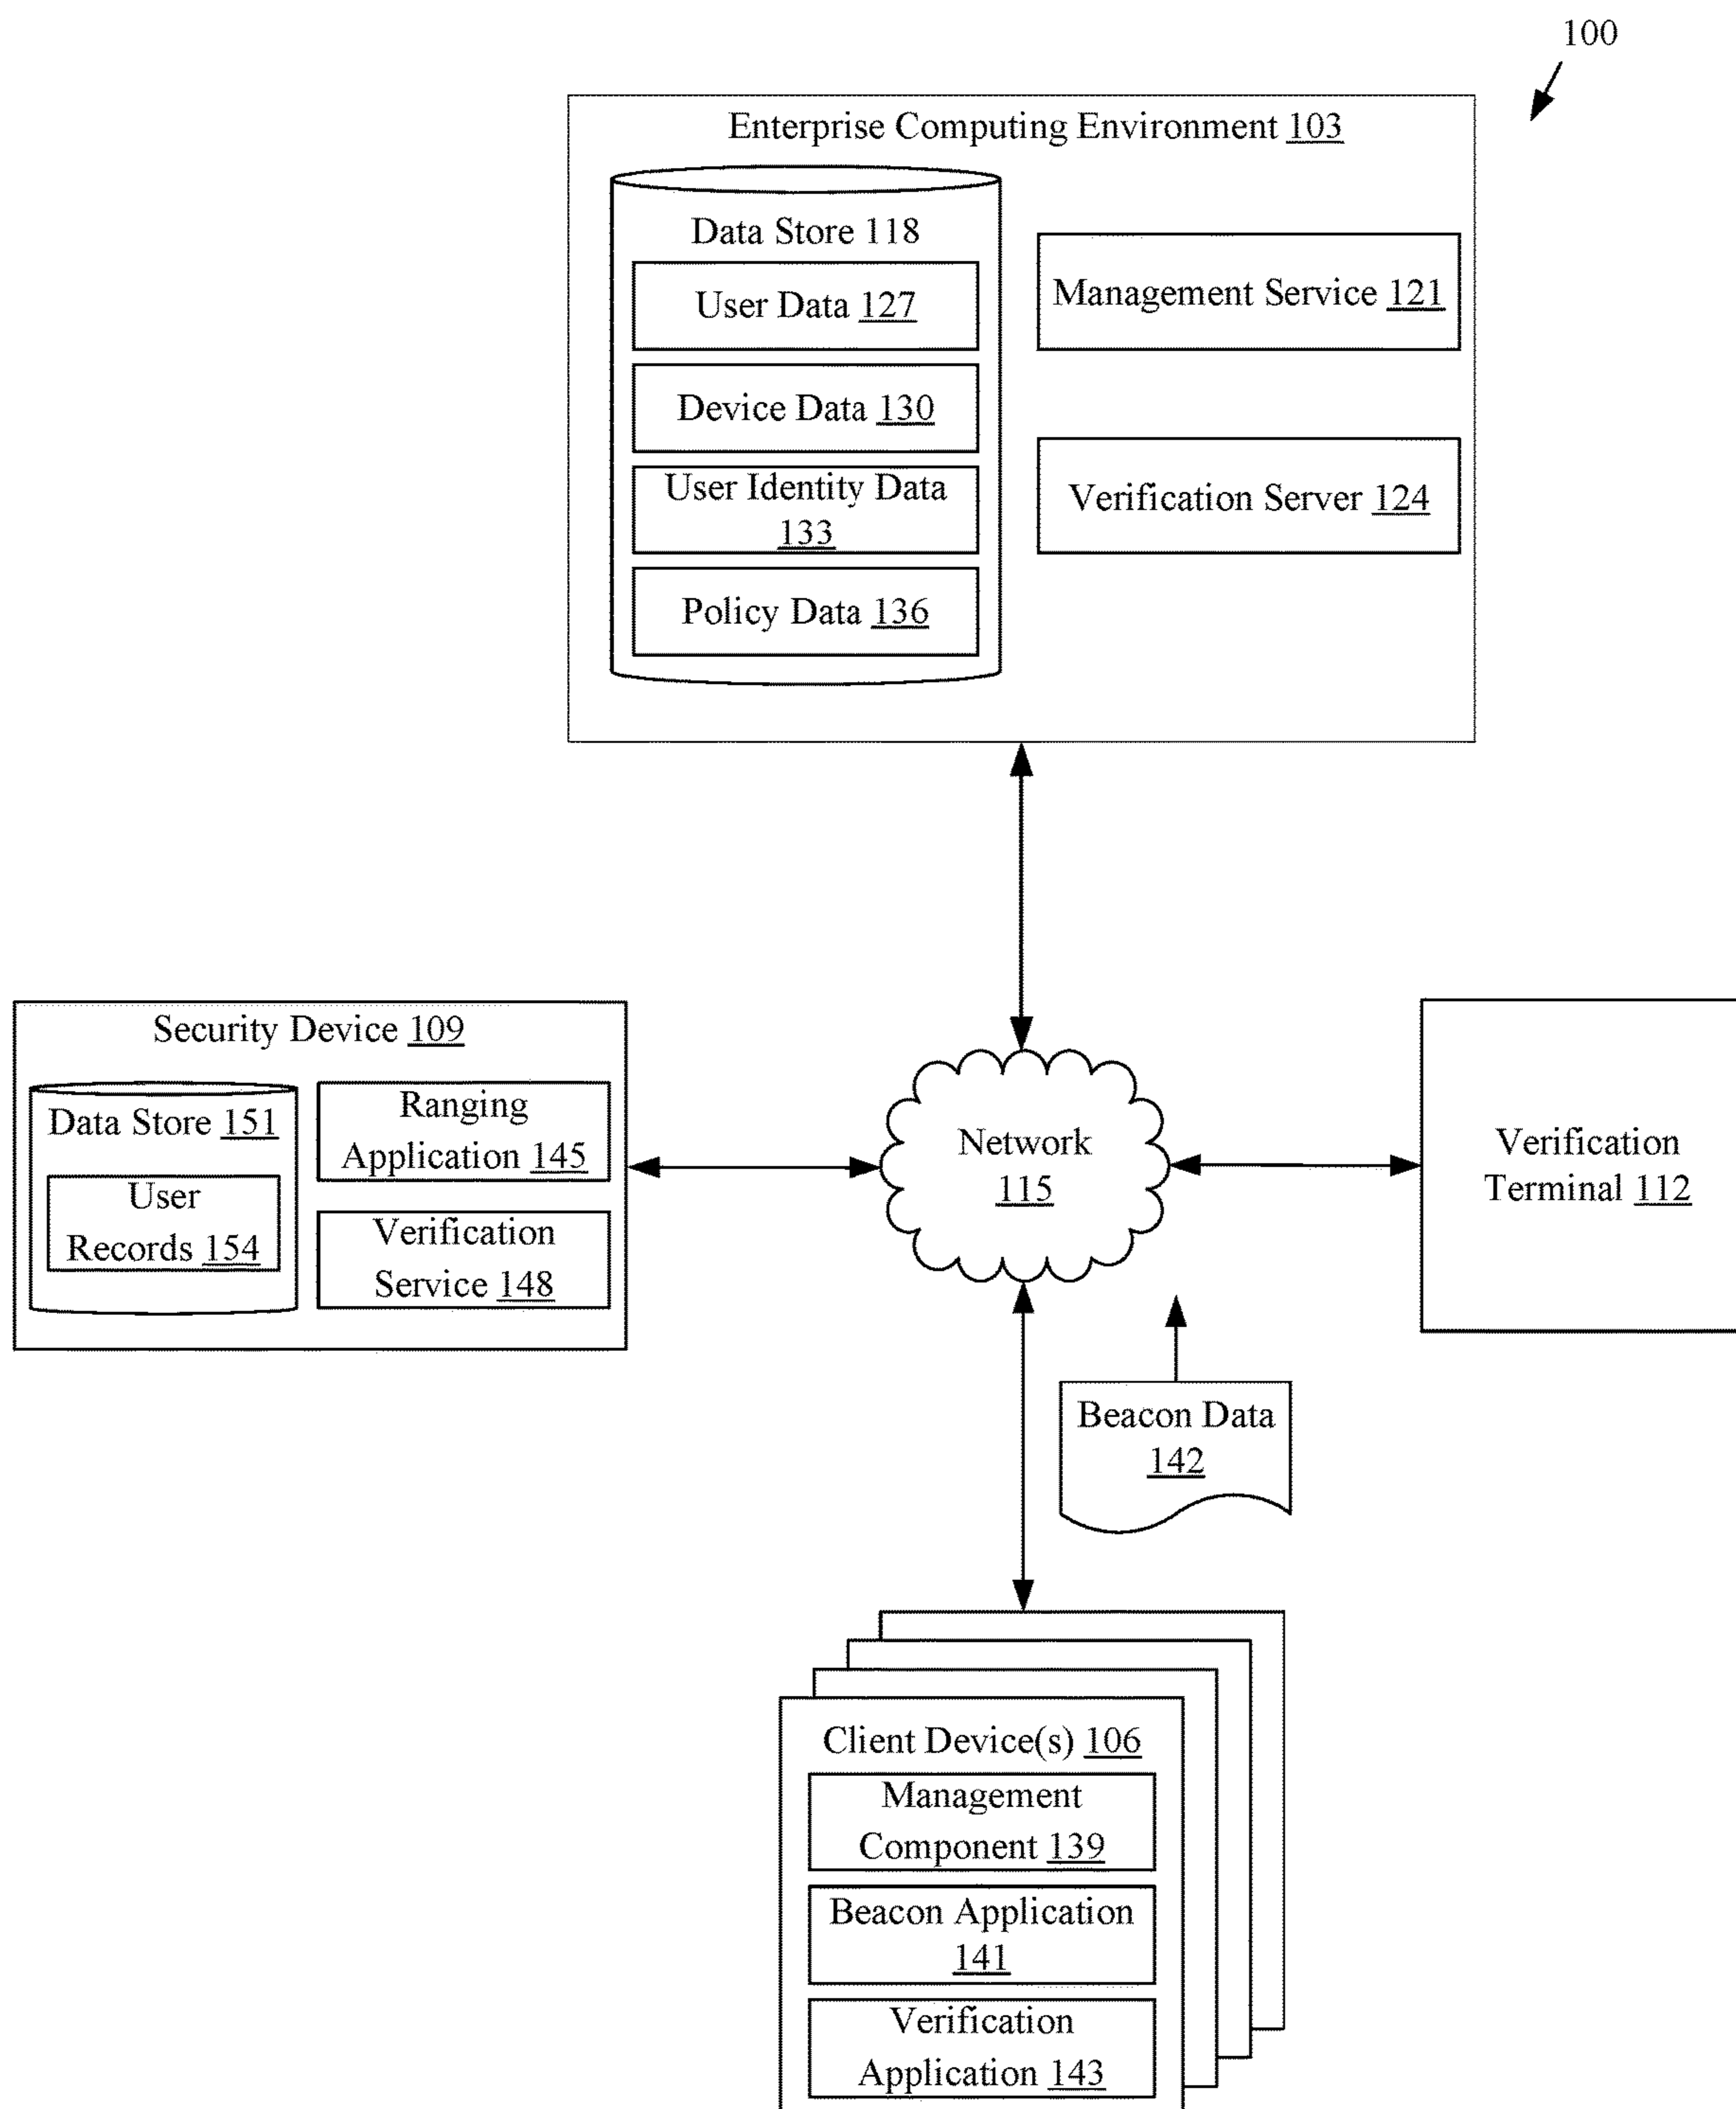 100
Enterprise Computing Environment 103
Data Store 118
User Data 127
Device Data 130
User Identity Data
133
Policy Data 136
Management Service 121
Verification Server 124
Security Device 109
Data Store 151
User
Records 154
Ranging
Application 145
Verification
Service 148
Network
115
Verification
Terminal 112
Beacon Data
142
Client Device(s) 106
Management
Component 139
Beacon Application
141
Verification
Application 143